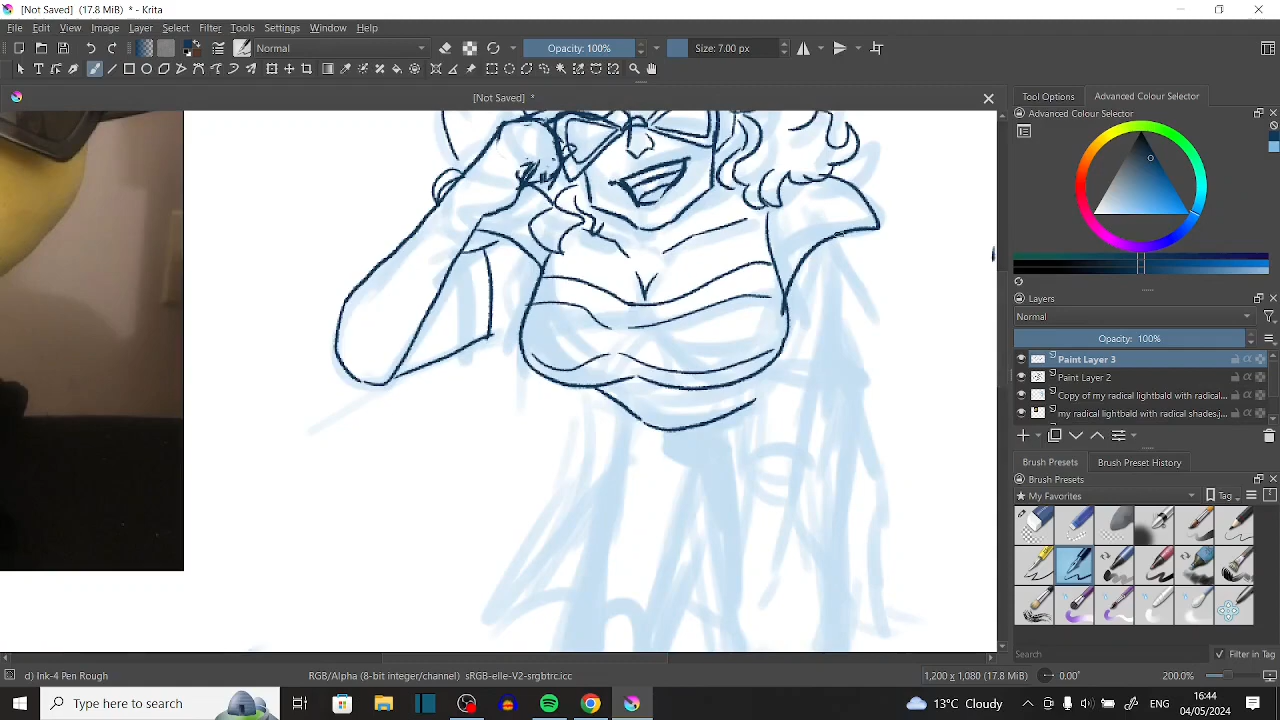 [Not Saved] (17.8 MiB) * - Krita
File Edit View Image Layer Select Filter Tools Settings Window Help
Normal Opacity: 100% Size: 7.00 px
[Not Saved] *
Tool Options Advanced Colour Selector
Advanced Colour Selector
Layers
Normal
Opacity: 100%
Paint Layer 3
Paint Layer 2
Copy of my radical lightbald with radical s...
my radical lightbald with radical shades.j...
Brush Presets Brush Preset History
Brush Presets
My Favorites Tag
Search Filter in Tag
d) Ink-4 Pen Rough RGB/Alpha (8-bit integer/channel) sRGB-elle-V2-srgbtrc.icc 1,200 x 1,080 (17.8 MiB) 0.00° 200.0%
Type here to search 13°C Cloudy ENG 16:44
04/05/2024